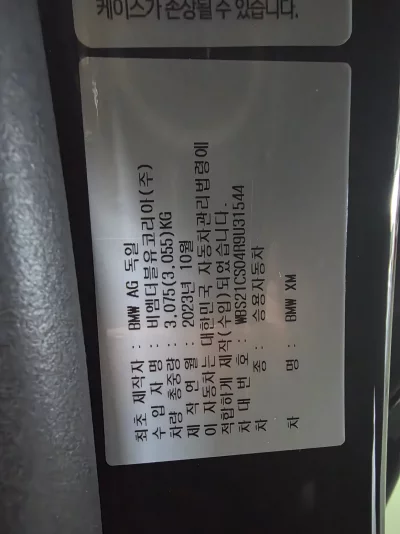 케이스가 손상될 수 있습니다.
최초 제작자 : BMW AG 독일
수 입 자 명 : 비엠더블유코리아(주)
차량 총중량 : 3,075(3,055)KG
제 작 연 월 : 2023년 10월
이 자동차는 대한민국 자동차관리법령에
적합하게 제작(수입)되었습니다.
차 대 번 호 : WBS21CS04R9U31544
차 종 : 승용자동차
차 명 : BMW XM